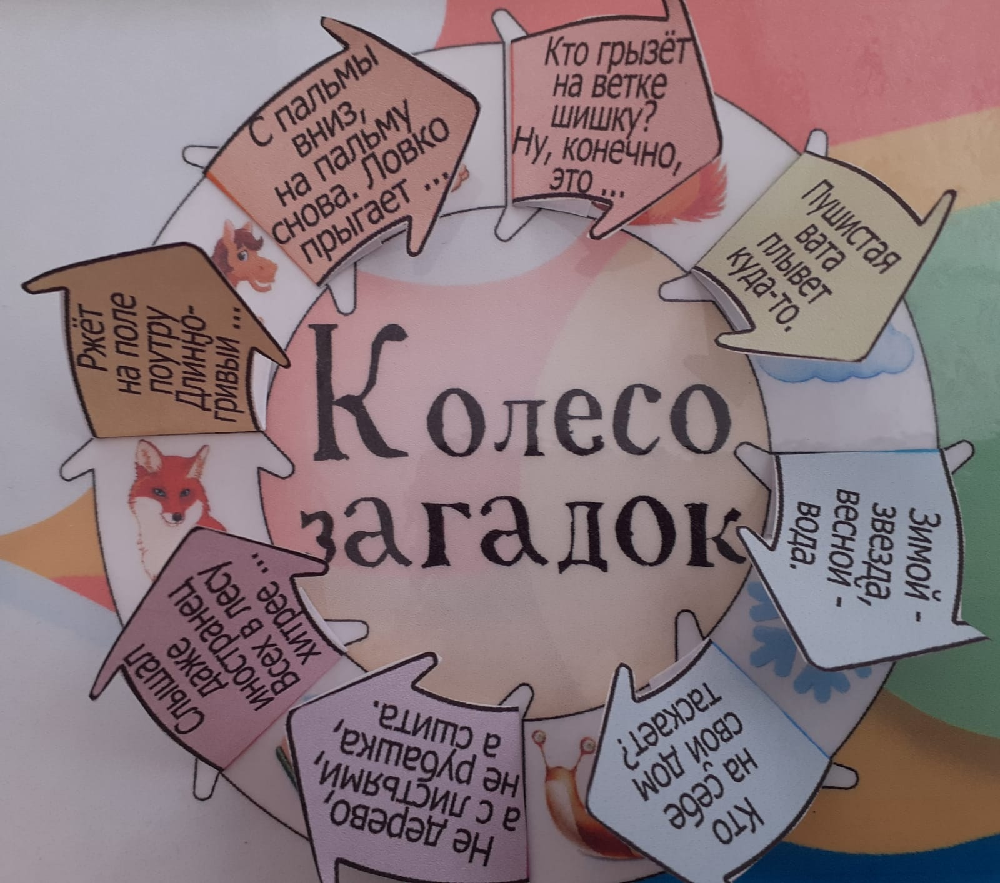 Колесо
загадок
Кто грызёт
на ветке
шишку?
Ну, конечно,
это ...
Пушистая
вата
плывет
куда-то.
Зимой -
звезда,
весной -
вода.
Кто
на себе
свой дом
таскает?
Не дерево,
а с листьями,
не рубашка,
а сшита.
Слышал
даже
иностранец
Всех в лесу
хитрее ...
Ржёт
на поле
поутру
Длинно-
гривый ...
С пальмы
вниз,
на пальму
снова. Ловко
прыгает ...